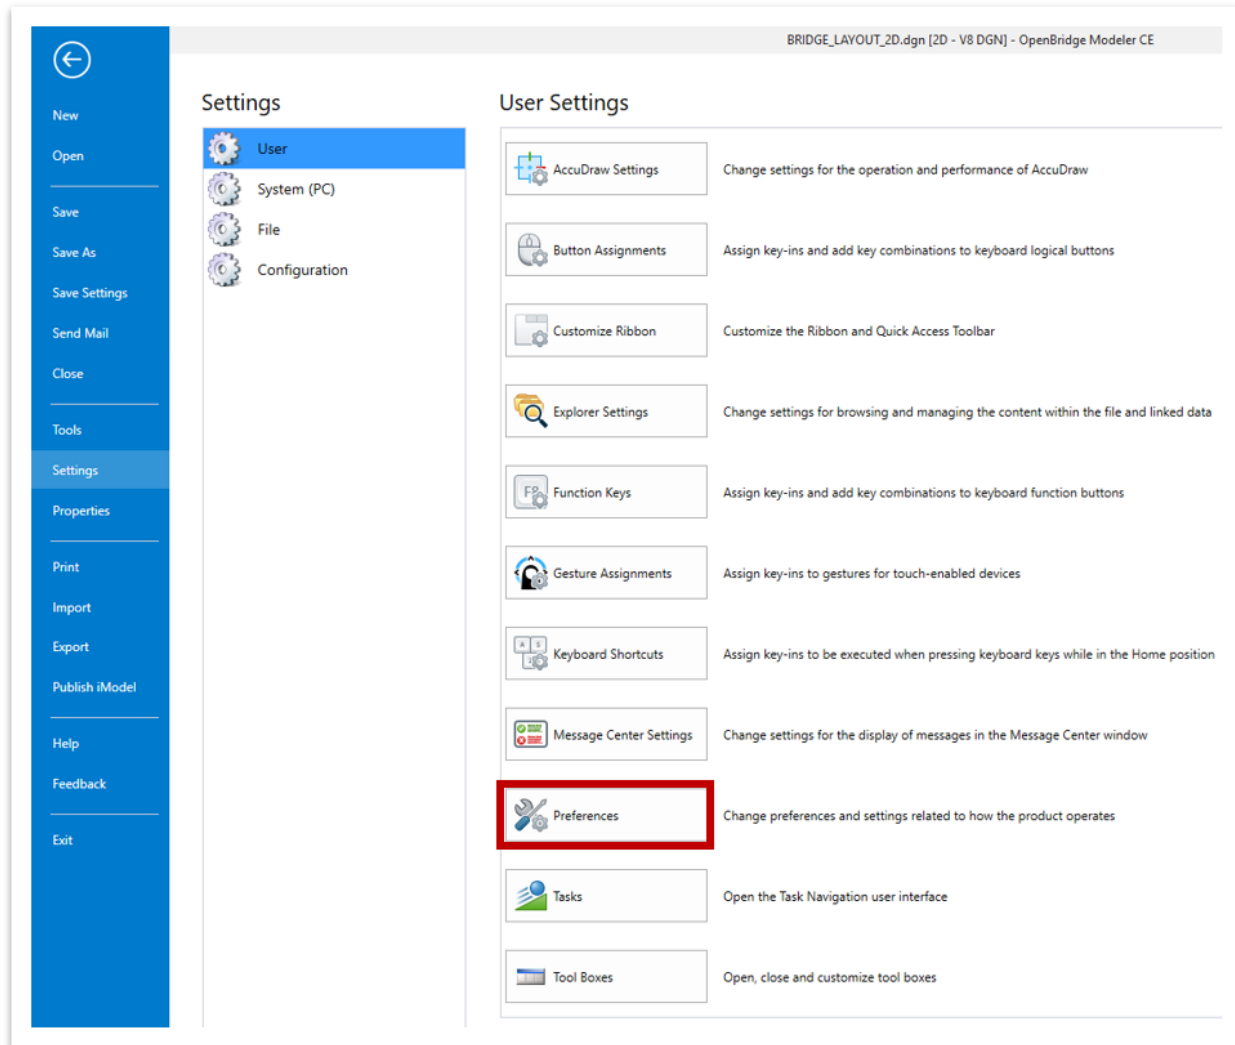 BRIDGE_LAYOUT_2D.dgn [2D - V8 DGN] - OpenBridge Modeler CE
New
Open
Save
Save As
Save Settings
Send Mail
Close
Tools
Settings
Properties
Print
Import
Export
Publish iModel
Help
Feedback
Exit
Settings
User
System (PC)
File
Configuration
User Settings
AccuDraw Settings Change settings for the operation and performance of AccuDraw
Button Assignments Assign key-ins and add key combinations to keyboard logical buttons
Customize Ribbon Customize the Ribbon and Quick Access Toolbar
Explorer Settings Change settings for browsing and managing the content within the file and linked data
F8
Function Keys Assign key-ins and add key combinations to keyboard function buttons
Gesture Assignments Assign key-ins to gestures for touch-enabled devices
A S
Keyboard Shortcuts Assign key-ins to be executed when pressing keyboard keys while in the Home position
Message Center Settings Change settings for the display of messages in the Message Center window
Preferences Change preferences and settings related to how the product operates
Tasks Open the Task Navigation user interface
Tool Boxes Open, close and customize tool boxes